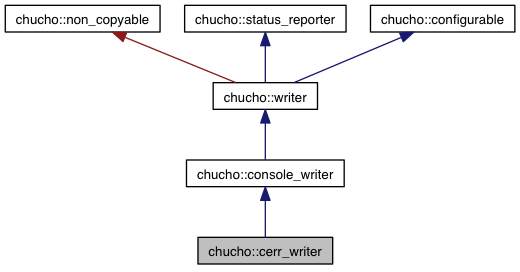 chucho::non_copyable
chucho::status_reporter
chucho::configurable
chucho::writer
chucho::console_writer
chucho::cerr_writer